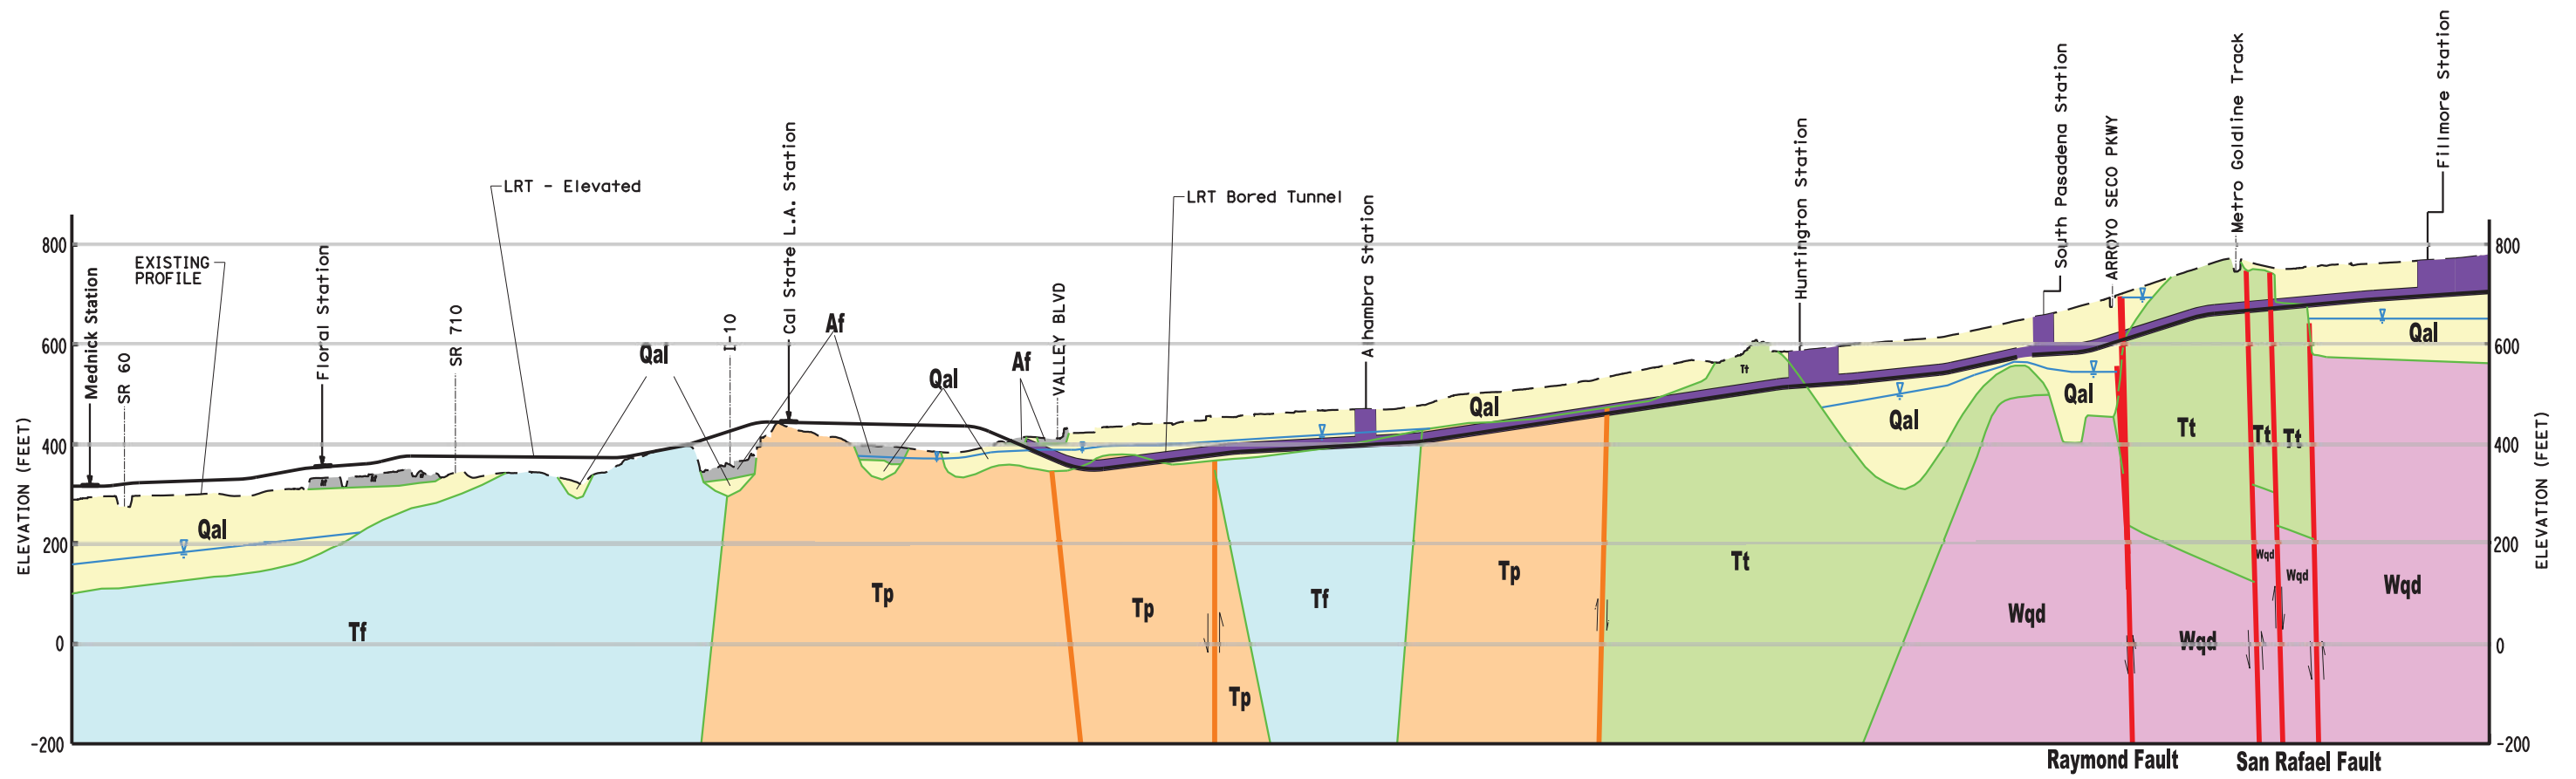 Fillmore Station
Metro Goldline Track
South Pasadena Station
ARROYO SECO PKWY
Huntington Station
Cal State L.A. Station
LRT - Elevated
LRT Bored Tunnel
Alhambra Station
EXISTING
PROFILE
Mednick Station
SR 60
Floral Station
SR 710
I-10
VALLEY BLVD
800
800
600
600
400
400
200
200
0
0
-200
-200
ELEVATION (FEET)
ELEVATION (FEET)
Af
Qal
Af
Qal
Qal
Tt
Qal
Qal
Qal
Qal
Tt
Tt
Tt
Qal
Tf
Tp
Tp
Tp
Tf
Tp
Tt
Wqd
Wqd
Wqd
Wqd
Wqd
Raymond Fault
San Rafael Fault